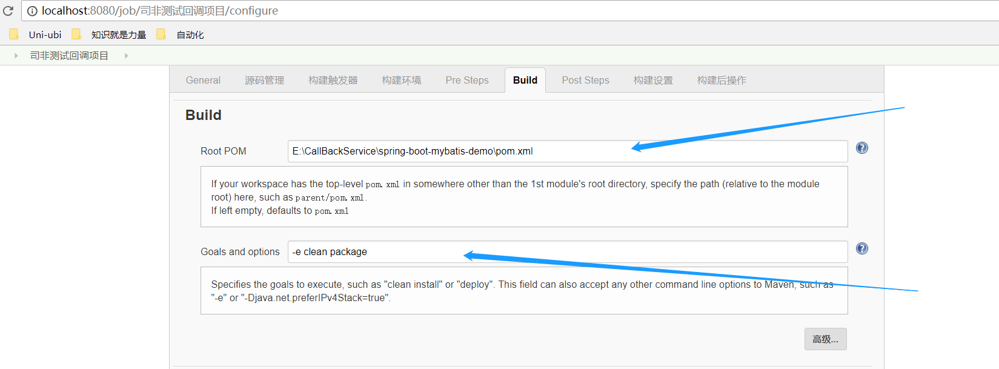 localhost:8080/job/司非测试回调项目/configure
Uni-ubi 知识就是力量 自动化
司非测试回调项目
General 源码管理 构建触发器 构建环境 Pre Steps Build Post Steps 构建设置 构建后操作
Build
Root POM E:\CallBackService\spring-boot-mybatis-demo\pom.xml
If your workspace has the top-level pom.xml in somewhere other than the 1st module's root directory, specify the path (relative to the module
root) here, such as parent/pom.xml.
If left empty, defaults to pom.xml
Goals and options -e clean package
Specifies the goals to execute, such as "clean install" or "deploy". This field can also accept any other command line options to Maven, such as
"-e" or "-Djava.net.preferIPv4Stack=true".
高级...